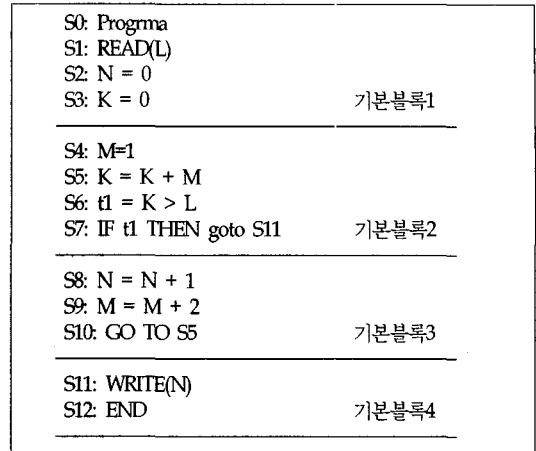 S0: Progrma
S1: READ(L)
S2: N = 0
S3: K = 0 기본블록1
S4: M=1
S5: K = K + M
S6: t1 = K > L
S7: IF t1 THEN goto S11 기본블록2
S8: N = N + 1
S9: M = M + 2
S10: GO TO S5 기본블록3
S11: WRITE(N)
S12: END 기본블록4